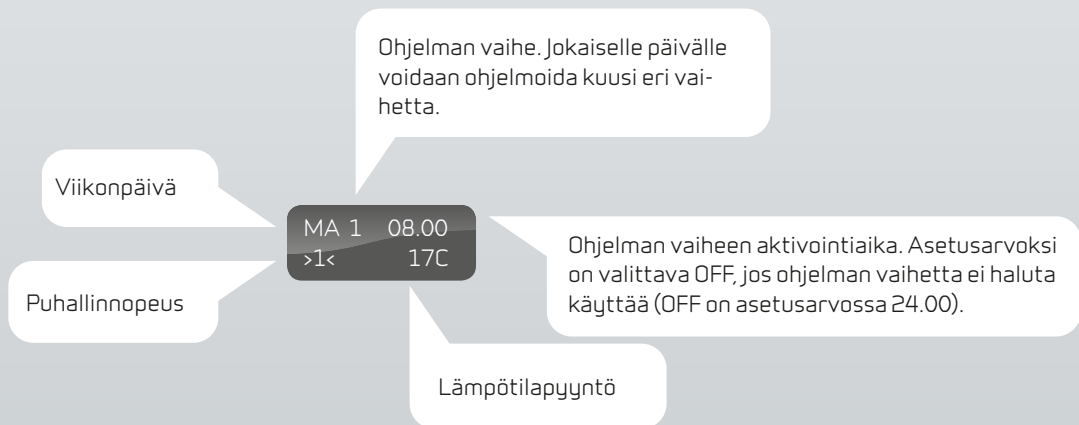 Ohjelman vaihe. Jokaiselle päivälle
voidaan ohjelmoida kuusi eri vai-
hetta.
Viikonpäivä
MA 1 08.00
>1< 17C
Ohjelman vaiheen aktivointiaika. Asetusarvoksi
on valittava OFF, jos ohjelman vaihetta ei haluta
käyttää (OFF on asetusarvossa 24.00).
Puhallinnopeus
Lämpötilapyyntö